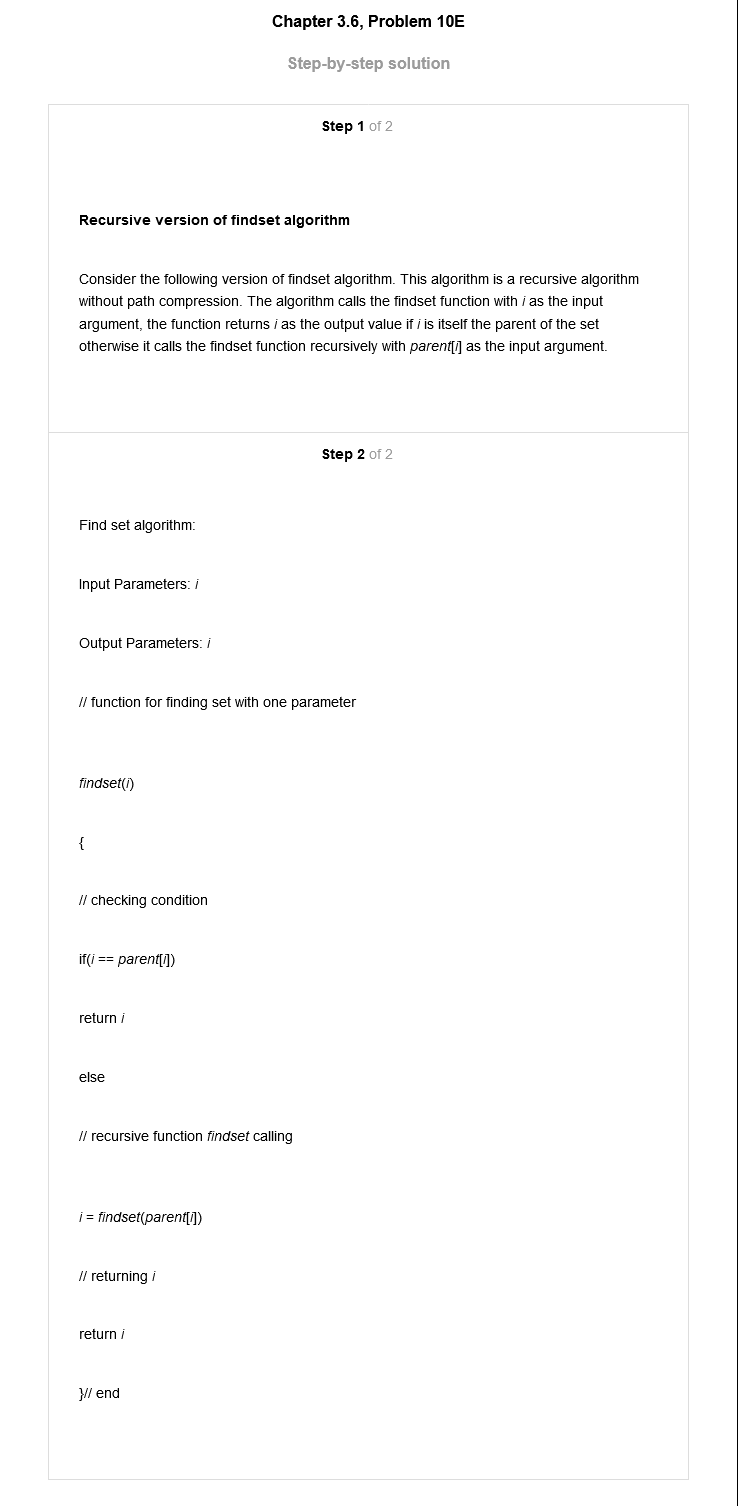 Chapter 3.6, Problem 10E
Step-by-step solution
Step 1 of 2
Recursive version of findset algorithm
Consider the following version of findset algorithm. This algorithm is a recursive algorithm
without path compression. The algorithm calls the findset function with i as the input
argument, the function returns i as the output value if i is itself the parent of the set
otherwise it calls the findset function recursively with parent[i] as the input argument.
Step 2 of 2
Find set algorithm:
Input Parameters: i
Output Parameters: i
// function for finding set with one parameter
findset(i)
{
// checking condition
if(i == parent[i])
return i
else
// recursive function findset calling
i = findset(parent[i])
// returning i
return i
}// end